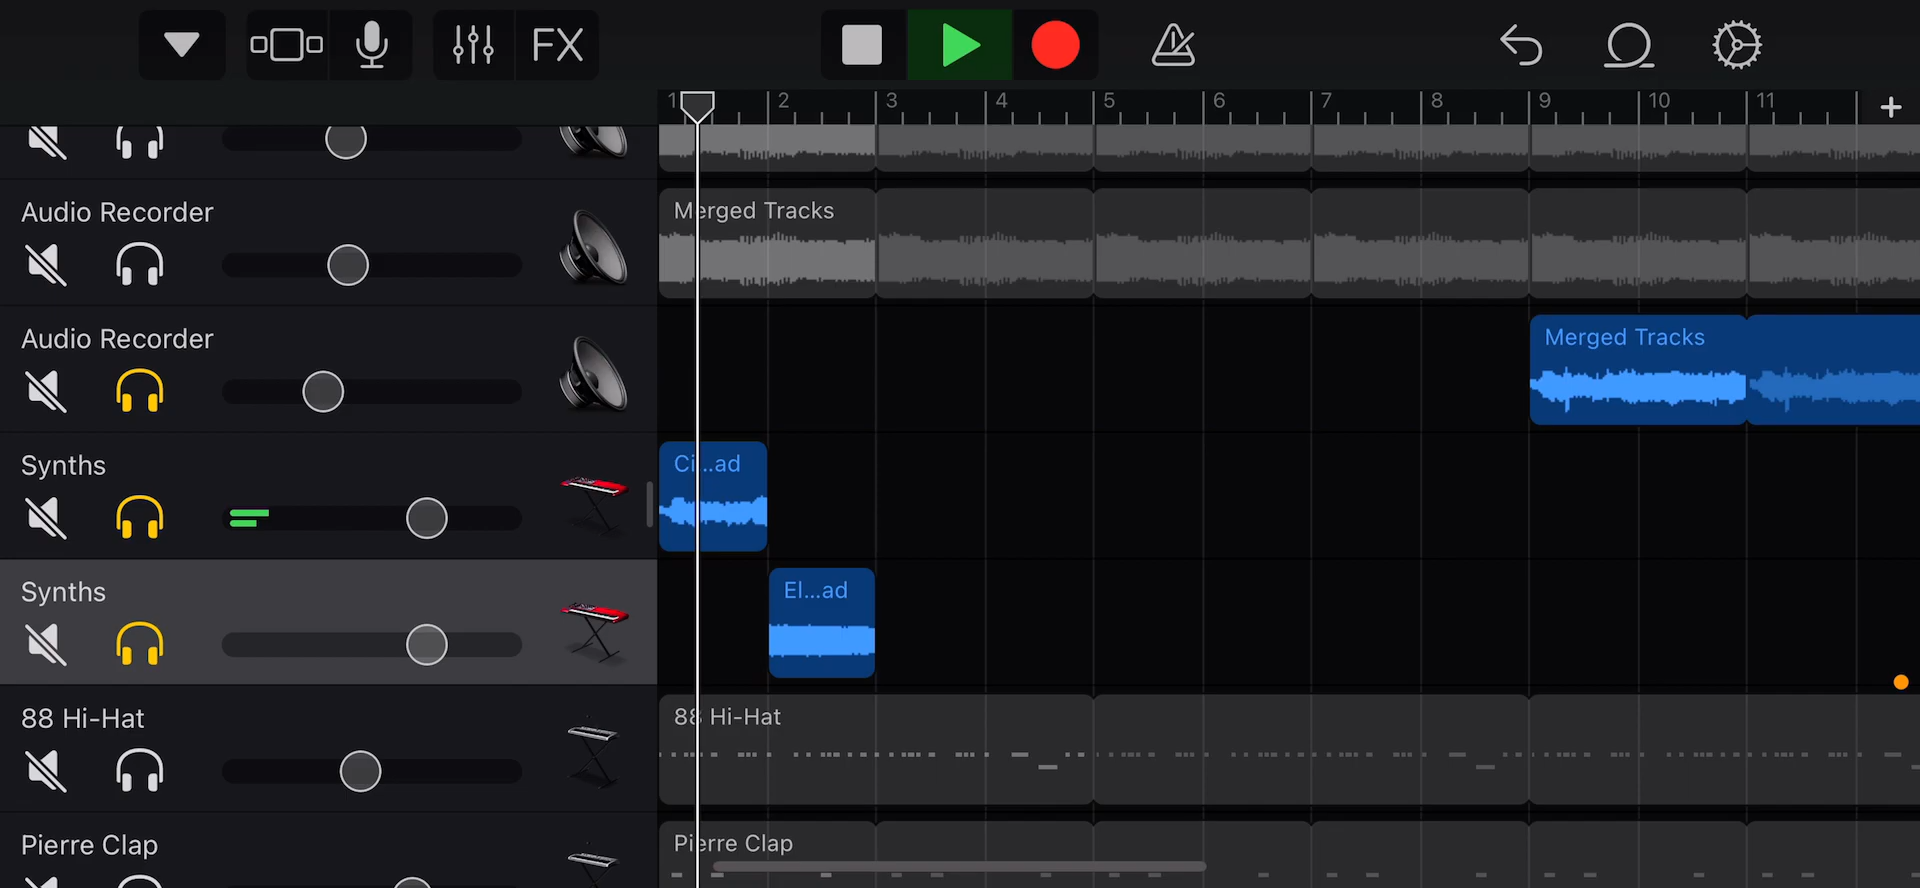 FX
1 2 3 4 5 6 7 8 9 10 11 +
Audio Recorder
Merged Tracks
Audio Recorder
Merged Tracks
Synths
Ci...ad
Synths
El...ad
88 Hi-Hat
88 Hi-Hat
Pierre Clap
Pierre Clap